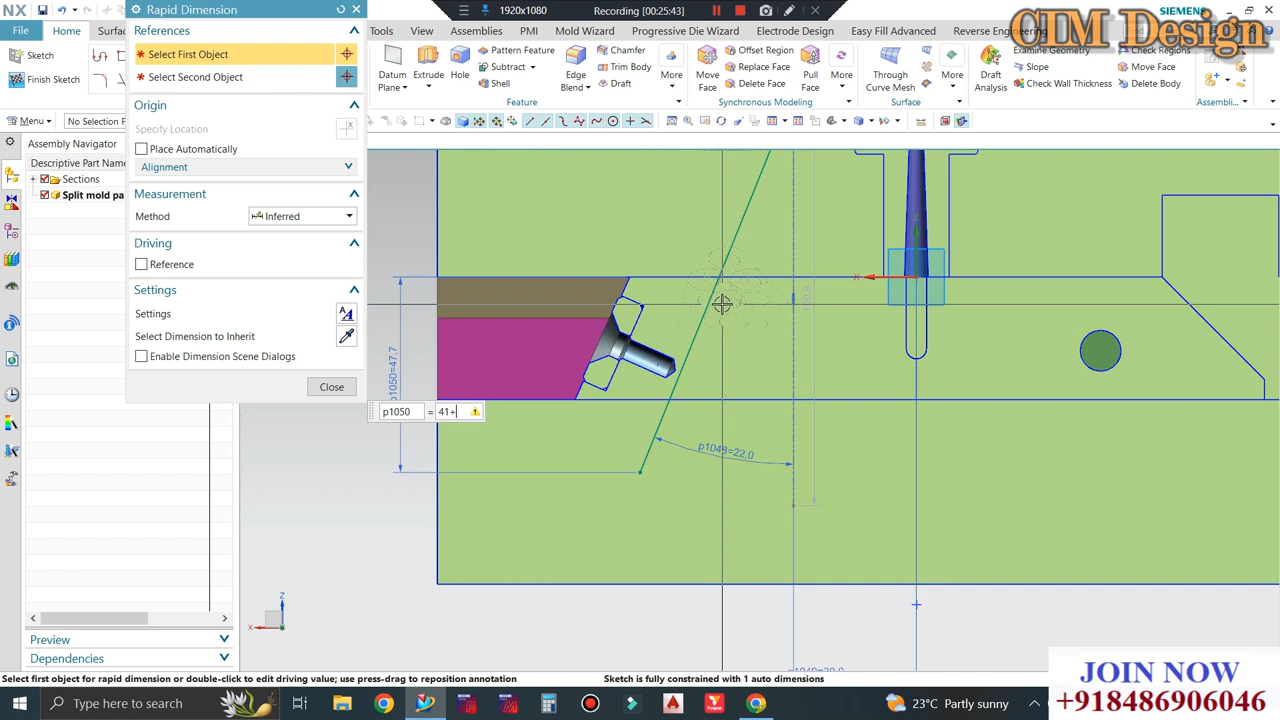 NX
Rapid Dimension
1920x1080
Recording [00:25:43]
SIEMENS
CTM Design
File
Home
Surfa
Tools
View
Assemblies
PMI
Mold Wizard
Progressive Die Wizard
Electrode Design
Easy Fill Advanced
Reverse Engineering
References
Select First Object
Select Second Object
Sketch
Finish Sketch
Datum
Plane
Extrude
Hole
Pattern Feature
Subtract
Shell
Edge
Blend
Chamfer
Trim Body
Draft
More
Feature
Move
Face
Offset Region
Replace Face
Delete Face
Pull
Face
More
Synchronous Modeling
Through
Curve Mesh
More
Surface
Draft
Analysis
Examine Geometry
Check Regions
Slope
Move Face
Check Wall Thickness
Delete Body
Assembli...
Menu
No Selection
Origin
Specify Location
Place Automatically
Alignment
Assembly Navigator
Descriptive Part Name
Sections
Split mold pa
Measurement
Method
Inferred
Driving
Reference
Settings
Settings
Select Dimension to Inherit
Enable Dimension Scene Dialogs
Close
100.9
X
p1050=47.7
p1050
=
41+
p1048=22.0
Z
X
Preview
Dependencies
Select first object for rapid dimension or double-click to edit driving value; use press-drag to reposition annotation
Sketch is fully constrained with 1 auto dimensions
JOIN NOW
+918486906046
Type here to search
23°C Partly sunny